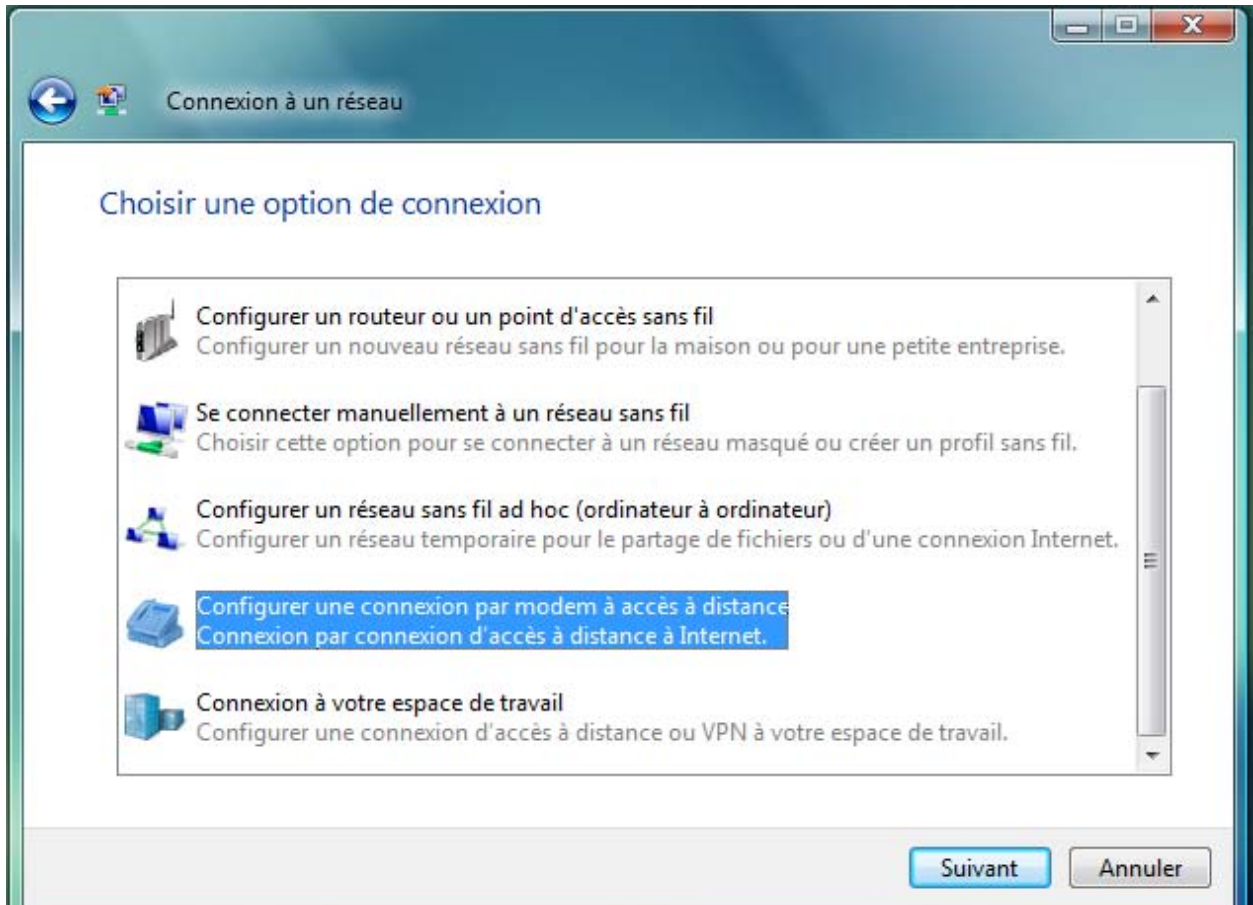 Connexion à un réseau
Choisir une option de connexion
Configurer un routeur ou un point d'accès sans fil
Configurer un nouveau réseau sans fil pour la maison ou pour une petite entreprise.
Se connecter manuellement à un réseau sans fil
Choisir cette option pour se connecter à un réseau masqué ou créer un profil sans fil.
Configurer un réseau sans fil ad hoc (ordinateur à ordinateur)
Configurer un réseau temporaire pour le partage de fichiers ou d'une connexion Internet.
Configurer une connexion par modem à accès à distance
Connexion par connexion d'accès à distance à Internet.
Connexion à votre espace de travail
Configurer une connexion d'accès à distance ou VPN à votre espace de travail.
Suivant Annuler